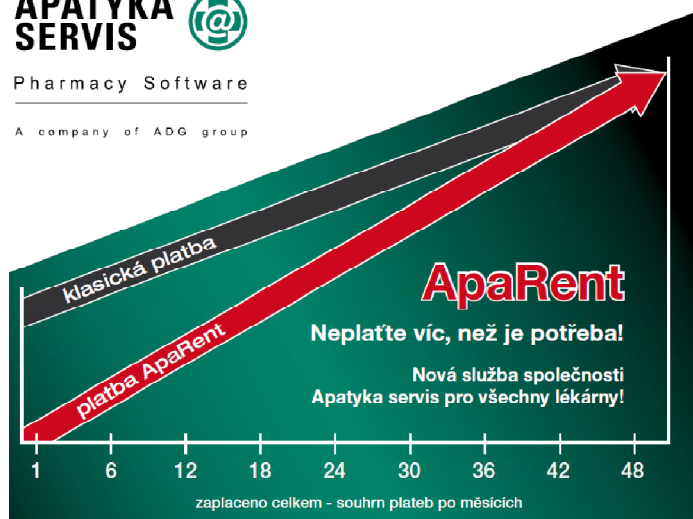 APATYKA
SERVIS
Pharmacy Software
A company of ADG group
klasická platba
platba ApaRent
ApaRent
Neplaťte víc, než je potřeba!
Nová služba společnosti
Apatyka servis pro všechny lékárny!
1 6 12 18 24 30 36 42 48
zaplaceno celkem - souhrn plateb po měsících